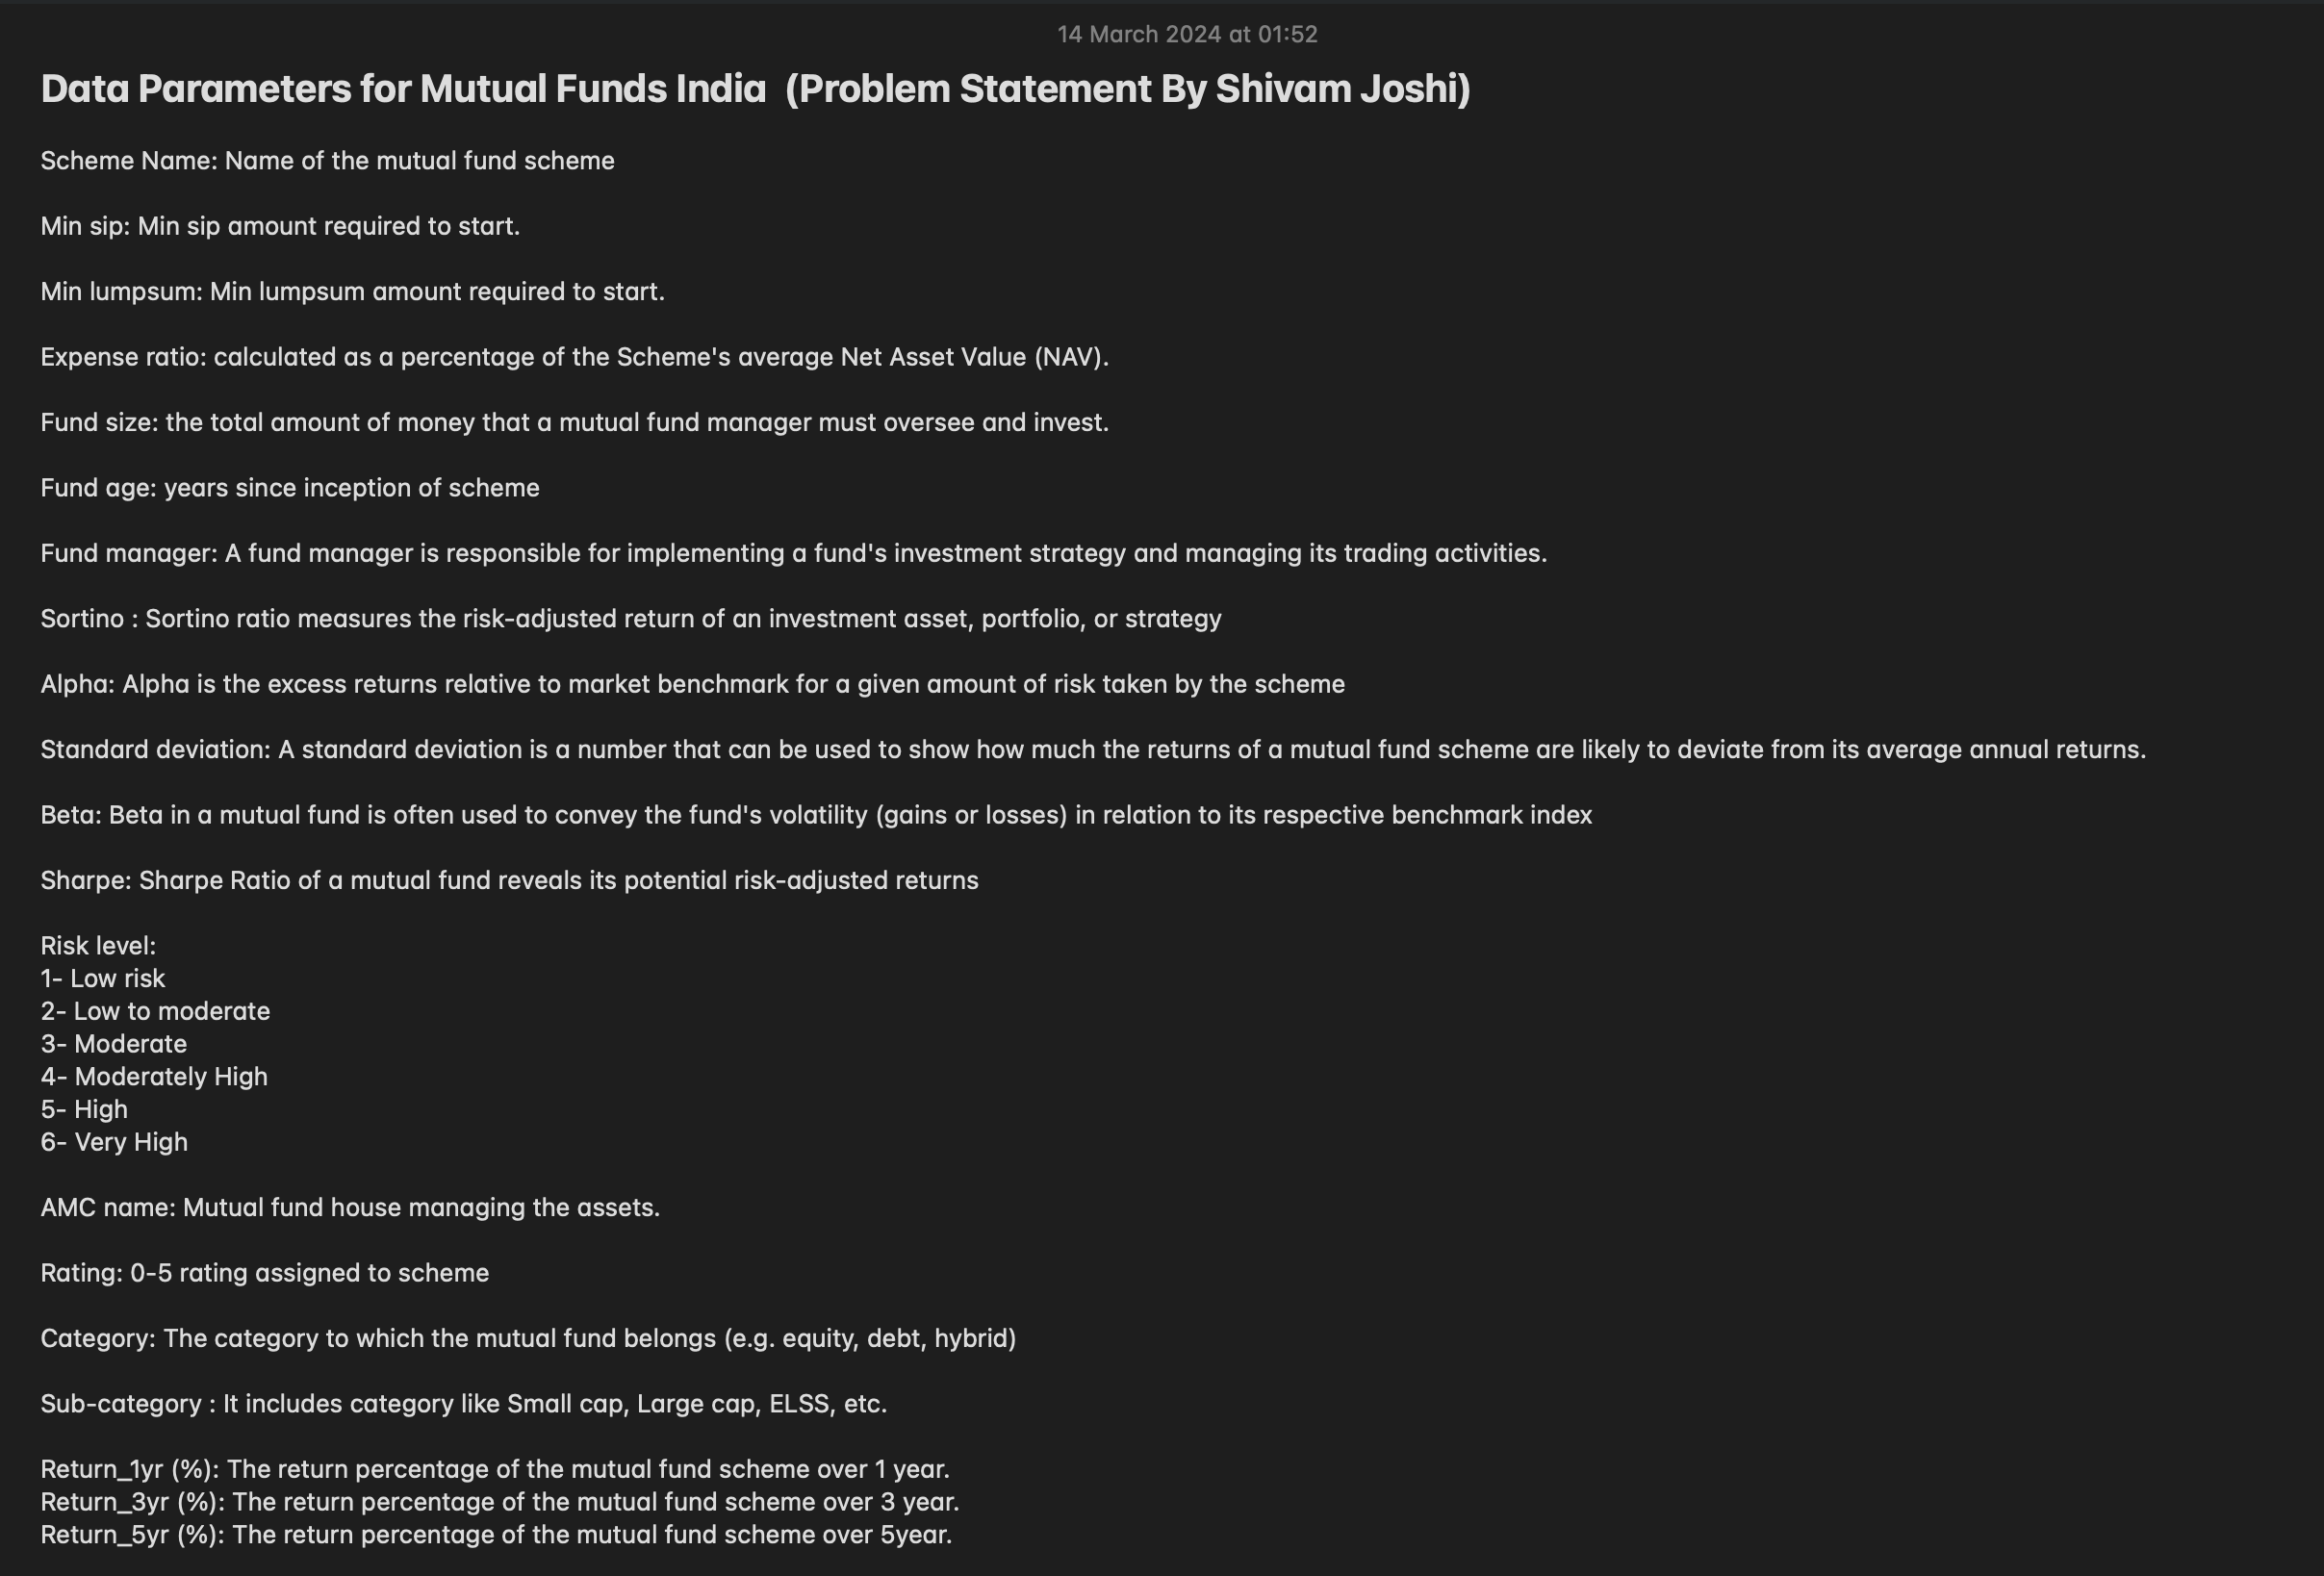 14 March 2024 at 01:52
Data Parameters for Mutual Funds India  (Problem Statement By Shivam Joshi)
Scheme Name: Name of the mutual fund scheme
Min sip: Min sip amount required to start.
Min lumpsum: Min lumpsum amount required to start.
Expense ratio: calculated as a percentage of the Scheme's average Net Asset Value (NAV).
Fund size: the total amount of money that a mutual fund manager must oversee and invest.
Fund age: years since inception of scheme
Fund manager: A fund manager is responsible for implementing a fund's investment strategy and managing its trading activities.
Sortino : Sortino ratio measures the risk-adjusted return of an investment asset, portfolio, or strategy
Alpha: Alpha is the excess returns relative to market benchmark for a given amount of risk taken by the scheme
Standard deviation: A standard deviation is a number that can be used to show how much the returns of a mutual fund scheme are likely to deviate from its average annual returns.
Beta: Beta in a mutual fund is often used to convey the fund's volatility (gains or losses) in relation to its respective benchmark index
Sharpe: Sharpe Ratio of a mutual fund reveals its potential risk-adjusted returns
Risk level:
1- Low risk
2- Low to moderate
3- Moderate
4- Moderately High
5- High
6- Very High
AMC name: Mutual fund house managing the assets.
Rating: 0-5 rating assigned to scheme
Category: The category to which the mutual fund belongs (e.g. equity, debt, hybrid)
Sub-category : It includes category like Small cap, Large cap, ELSS, etc.
Return_1yr (%): The return percentage of the mutual fund scheme over 1 year.
Return_3yr (%): The return percentage of the mutual fund scheme over 3 year.
Return_5yr (%): The return percentage of the mutual fund scheme over 5year.